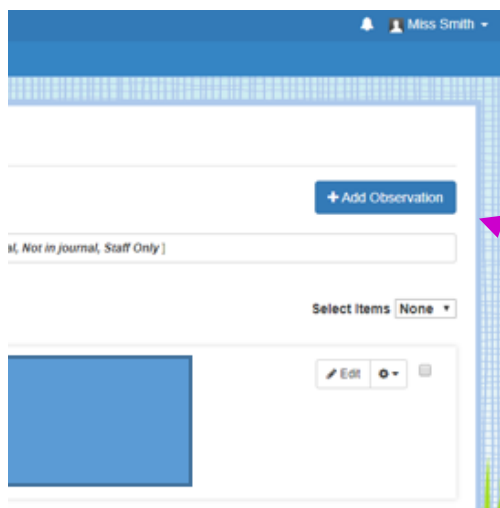 Miss Smith
+ Add Observation
al, Not in journal, Staff Only ]
Select Items None
Edit